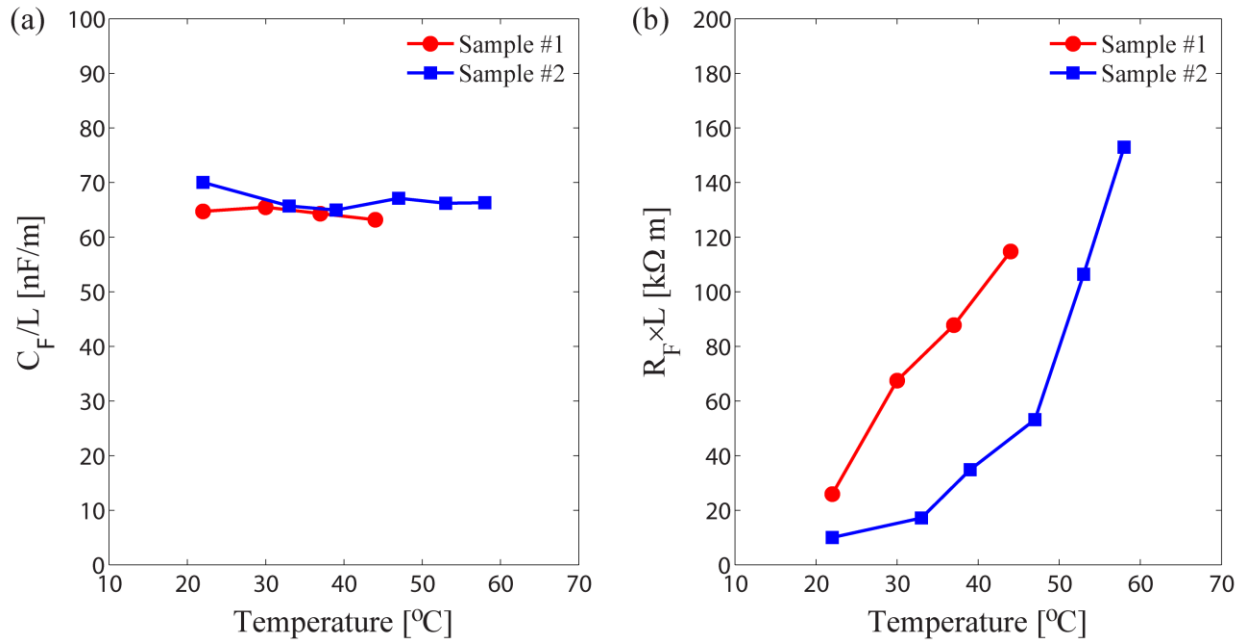 (a)
100
90
80
70
60
50
40
30
20
10
0
C_F/L [nF/m]
Sample #1
Sample #2
10 20 30 40 50 60 70
Temperature [°C]
(b)
200
180
160
140
120
100
80
60
40
20
0
R_F×L [kΩ m]
Sample #1
Sample #2
10 20 30 40 50 60 70
Temperature [°C]